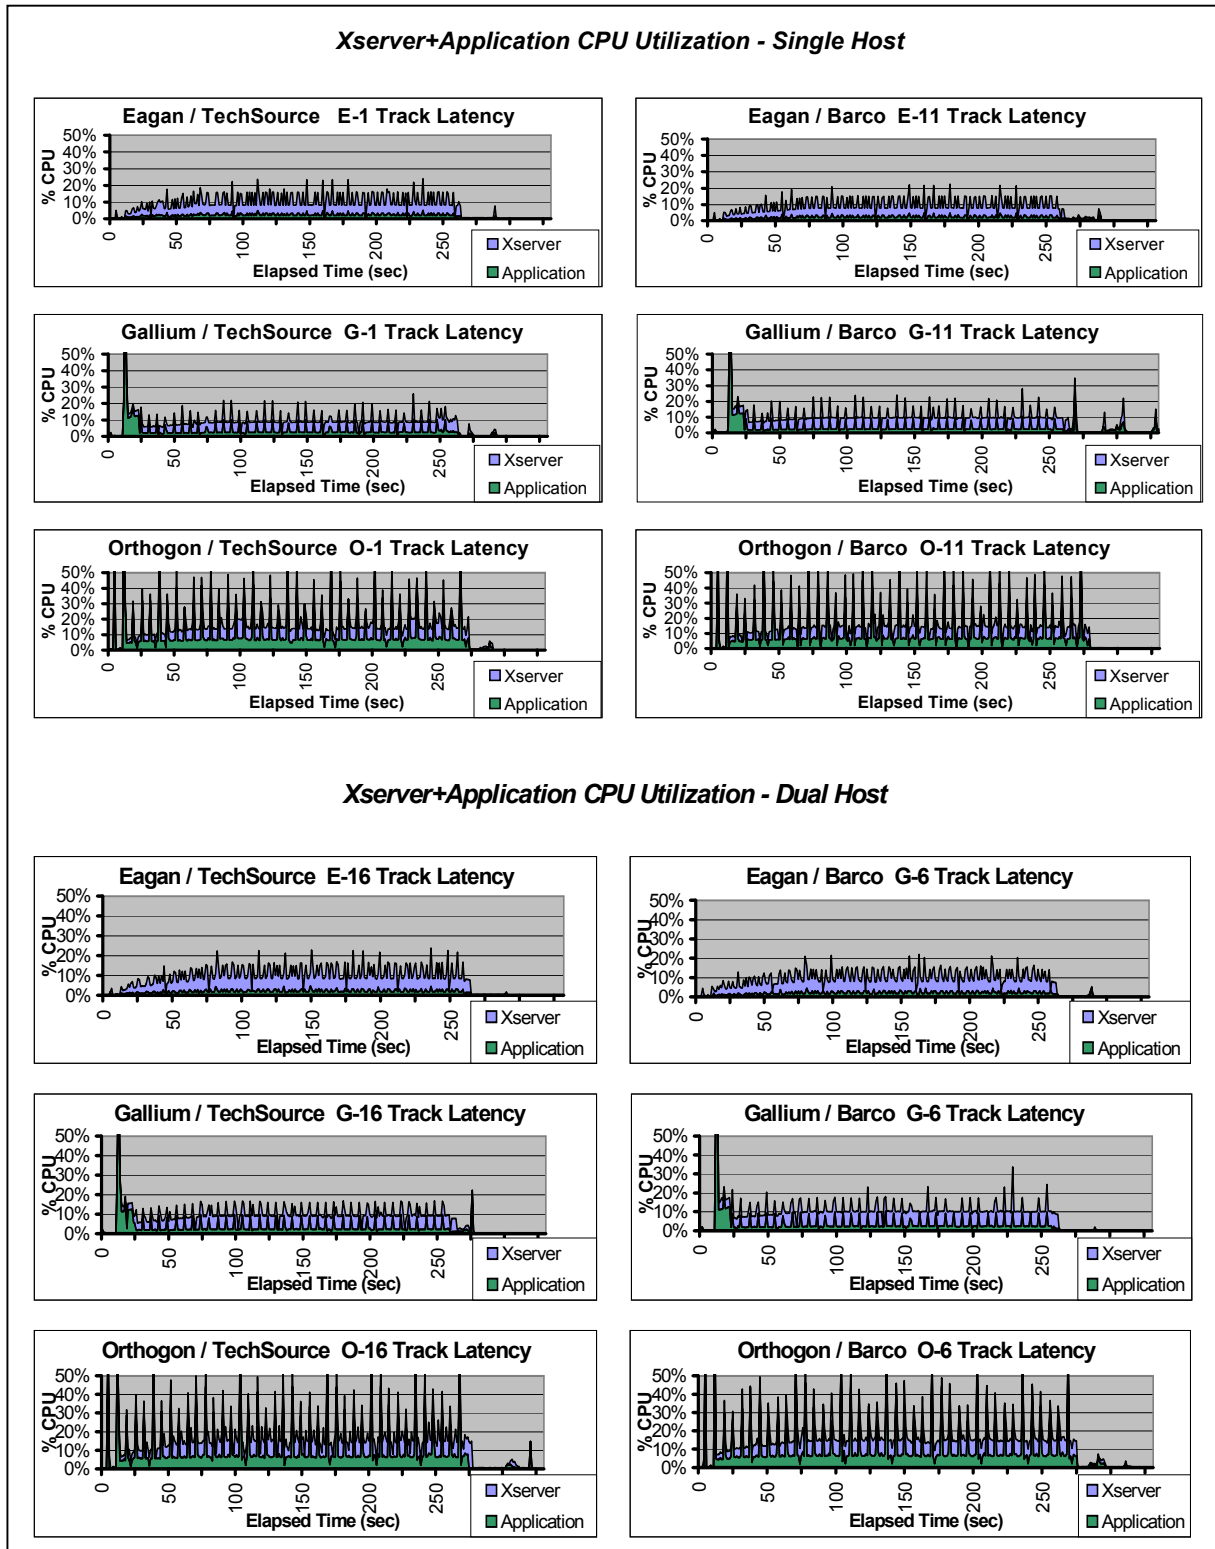 Xserver+Application CPU Utilization - Single Host
Eagan / TechSource E-1 Track Latency
50%
40%
30%
20%
10%
0%
% CPU
0
50
100
150
200
250
Elapsed Time (sec)
Xserver
Application
Eagan / Barco E-11 Track Latency
50%
40%
30%
20%
10%
0%
% CPU
0
50
100
150
200
250
Elapsed Time (sec)
Xserver
Application
Gallium / TechSource G-1 Track Latency
50%
40%
30%
20%
10%
0%
% CPU
0
50
100
150
200
250
Elapsed Time (sec)
Xserver
Application
Gallium / Barco G-11 Track Latency
50%
40%
30%
20%
10%
0%
% CPU
0
50
100
150
200
250
Elapsed Time (sec)
Xserver
Application
Orthogon / TechSource O-1 Track Latency
50%
40%
30%
20%
10%
0%
% CPU
0
50
100
150
200
250
Elapsed Time (sec)
Xserver
Application
Orthogon / Barco O-11 Track Latency
50%
40%
30%
20%
10%
0%
% CPU
0
50
100
150
200
250
Elapsed Time (sec)
Xserver
Application
Xserver+Application CPU Utilization - Dual Host
Eagan / TechSource E-16 Track Latency
50%
40%
30%
20%
10%
0%
% CPU
0
50
100
150
200
250
Elapsed Time (sec)
Xserver
Application
Eagan / Barco G-6 Track Latency
50%
40%
30%
20%
10%
0%
% CPU
0
50
100
150
200
250
Elapsed Time (sec)
Xserver
Application
Gallium / TechSource G-16 Track Latency
50%
40%
30%
20%
10%
0%
% CPU
0
50
100
150
200
250
Elapsed Time (sec)
Xserver
Application
Gallium / Barco G-6 Track Latency
50%
40%
30%
20%
10%
0%
% CPU
0
50
100
150
200
250
Elapsed Time (sec)
Xserver
Application
Orthogon / TechSource O-16 Track Latency
50%
40%
30%
20%
10%
0%
% CPU
0
50
100
150
200
250
Elapsed Time (sec)
Xserver
Application
Orthogon / Barco O-6 Track Latency
50%
40%
30%
20%
10%
0%
% CPU
0
50
100
150
200
250
Elapsed Time (sec)
Xserver
Application